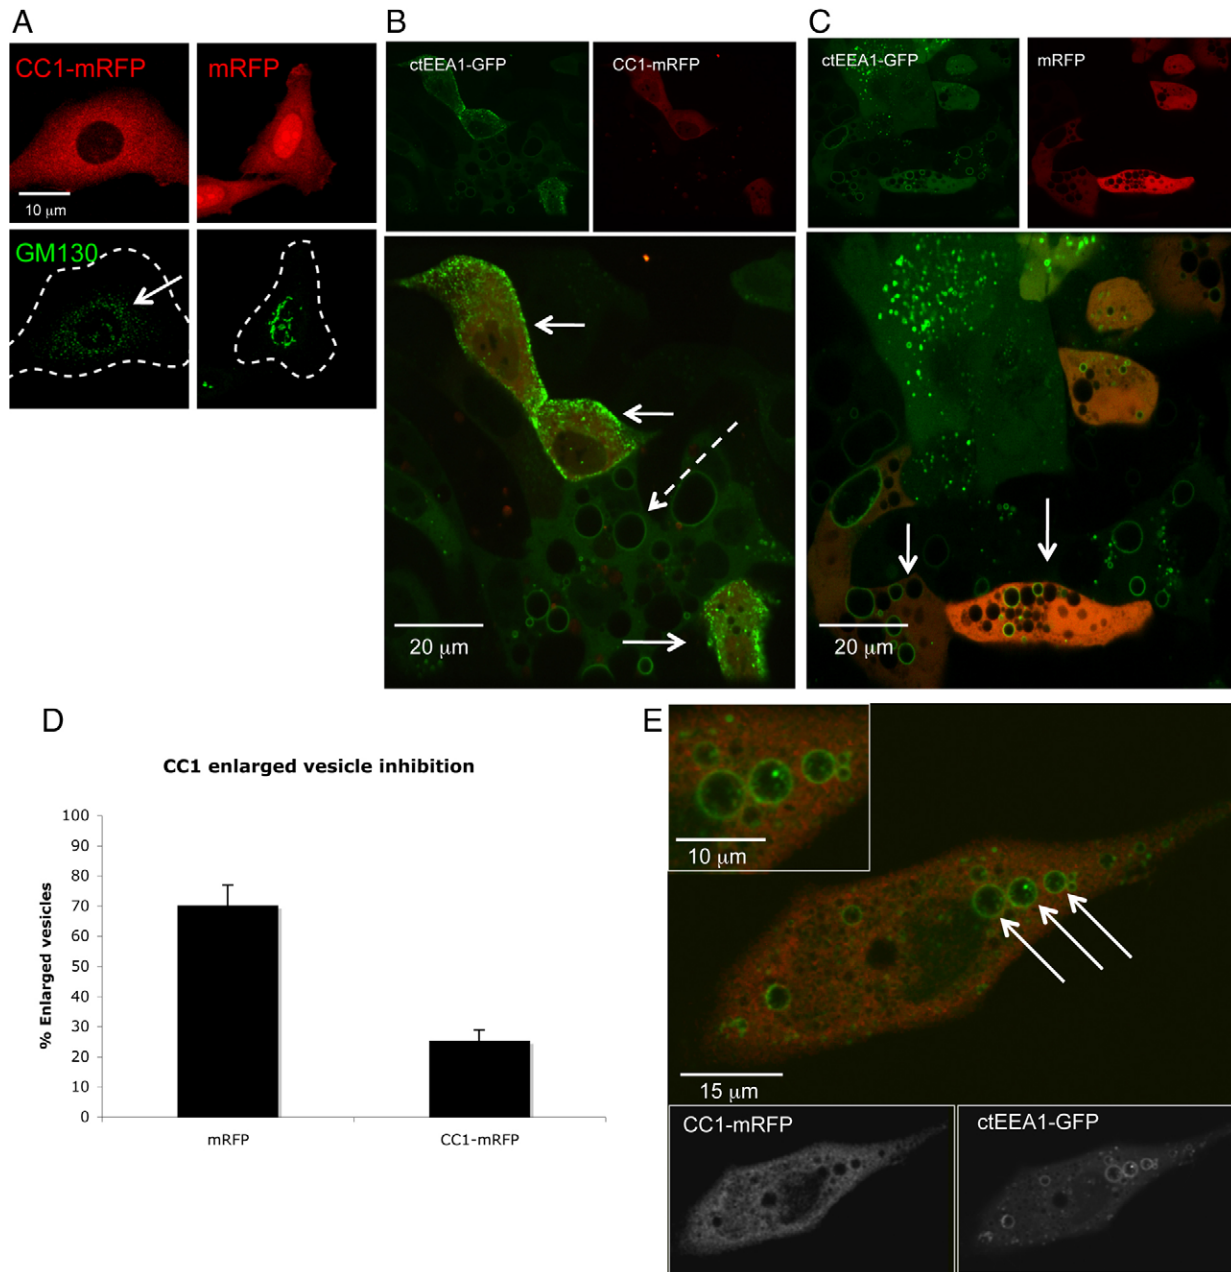 A
CC1-mRFP
mRFP
10 μm
GM130
B
ctEEA1-GFP
CC1-mRFP
20 μm
C
ctEEA1-GFP
mRFP
20 μm
D
CC1 enlarged vesicle inhibition
% Enlarged vesicles
100
90
80
70
60
50
40
30
20
10
0
mRFP
CC1-mRFP
E
10 μm
15 μm
CC1-mRFP
ctEEA1-GFP